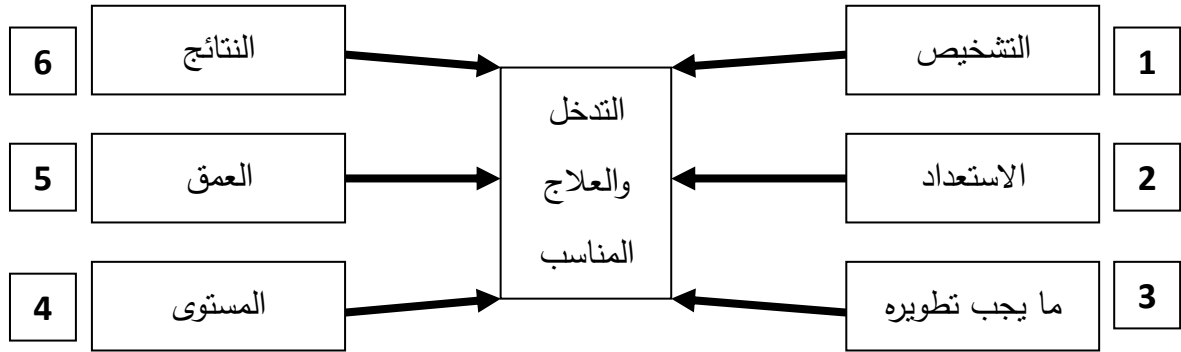 1
التشخيص
2
الاستعداد
3
ما يجب تطويره
التدخل
والعلاج
المناسب
6
النتائج
5
العمق
4
المستوى